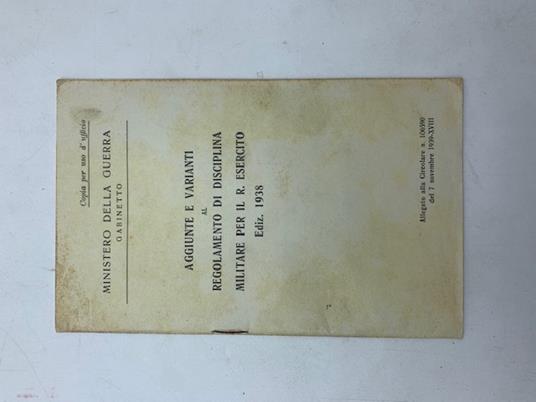 Copia per uso d'ufficio
MINISTERO DELLA GUERRA
GABINETTO
AGGIUNTE E VARIANTI
AL
REGOLAMENTO DI DISCIPLINA
MILITARE PER IL R. ESERCITO
Ediz. 1938
Allegato alla Circolare n. 106590
del 7 novembre 1939-XVIII